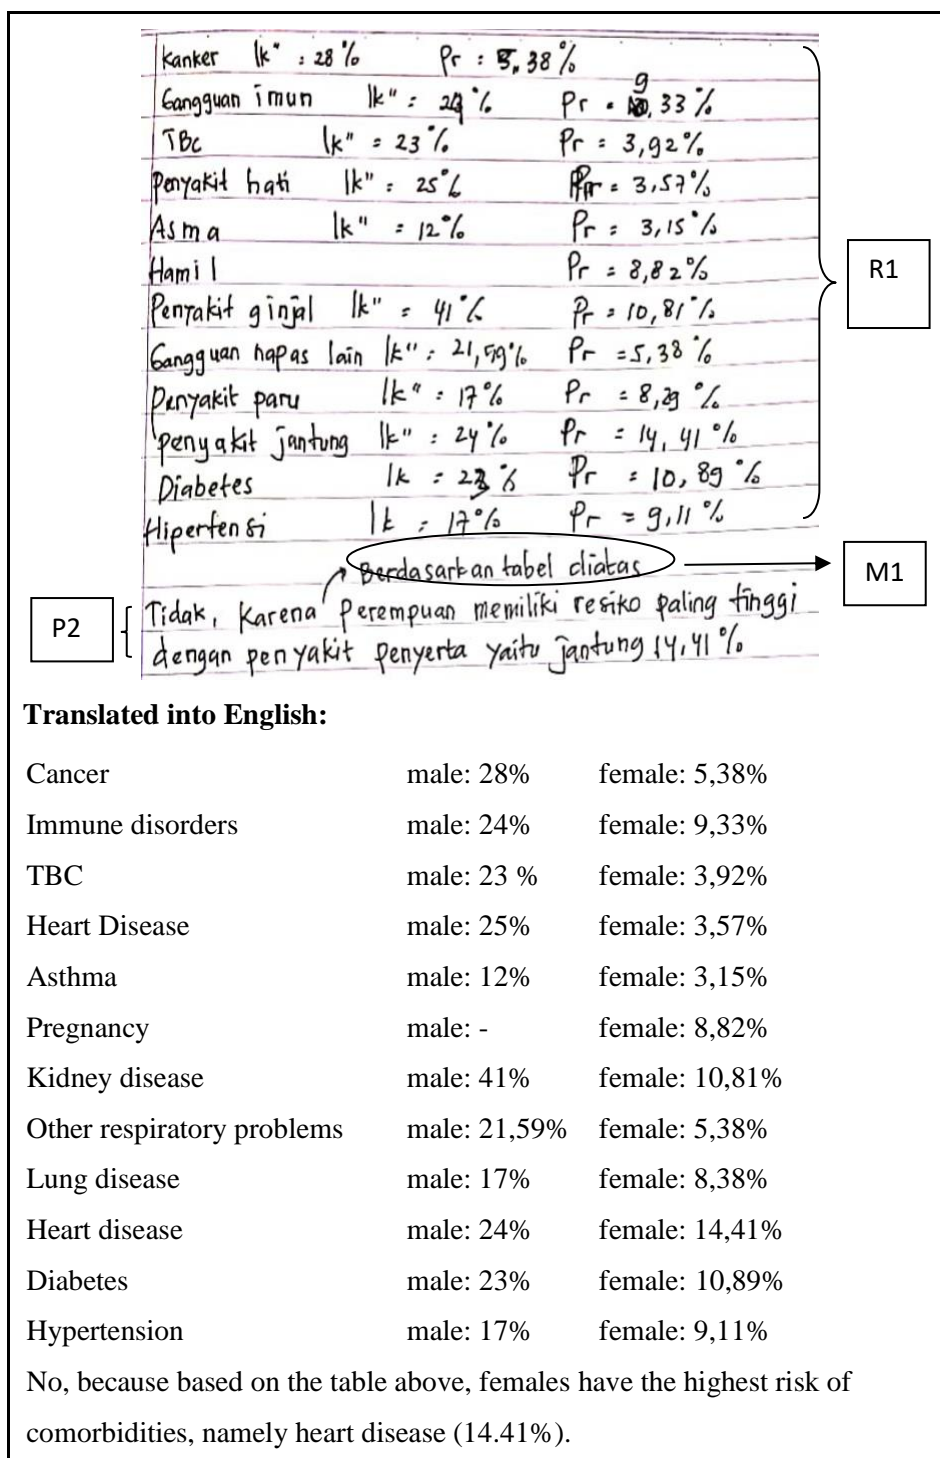 Kanker lk" : 28 % Pr : 5,38 %
Gangguan imun lk" = 24 % Pr = 9,33 %
TBc lk" = 23 % Pr = 3,92 %
Penyakit hati lk" = 25 % Pr = 3,57 %
Asma lk" = 12 % Pr = 3,15 %
Hamil Pr = 8,82 %
R1
Penyakit ginjal lk" = 41 % Pr = 10,81 %
Gangguan napas lain lk" : 21,59 % Pr = 5,38 %
Penyakit paru lk" : 17 % Pr = 8,29 %
penyakit jantung lk" : 24 % Pr = 14,41 %
Diabetes lk = 23 % Pr = 10,89 %
Hipertensi lk = 17 % Pr = 9,11 %
Berdasarkan tabel diatas
M1
P2
Tidak, Karena perempuan memiliki resiko paling tinggi
dengan penyakit penyerta yaitu jantung 14,41 %
Translated into English:
Cancer male: 28% female: 5,38%
Immune disorders male: 24% female: 9,33%
TBC male: 23 % female: 3,92%
Heart Disease male: 25% female: 3,57%
Asthma male: 12% female: 3,15%
Pregnancy male: - female: 8,82%
Kidney disease male: 41% female: 10,81%
Other respiratory problems male: 21,59% female: 5,38%
Lung disease male: 17% female: 8,38%
Heart disease male: 24% female: 14,41%
Diabetes male: 23% female: 10,89%
Hypertension male: 17% female: 9,11%
No, because based on the table above, females have the highest risk of
comorbidities, namely heart disease (14.41%).